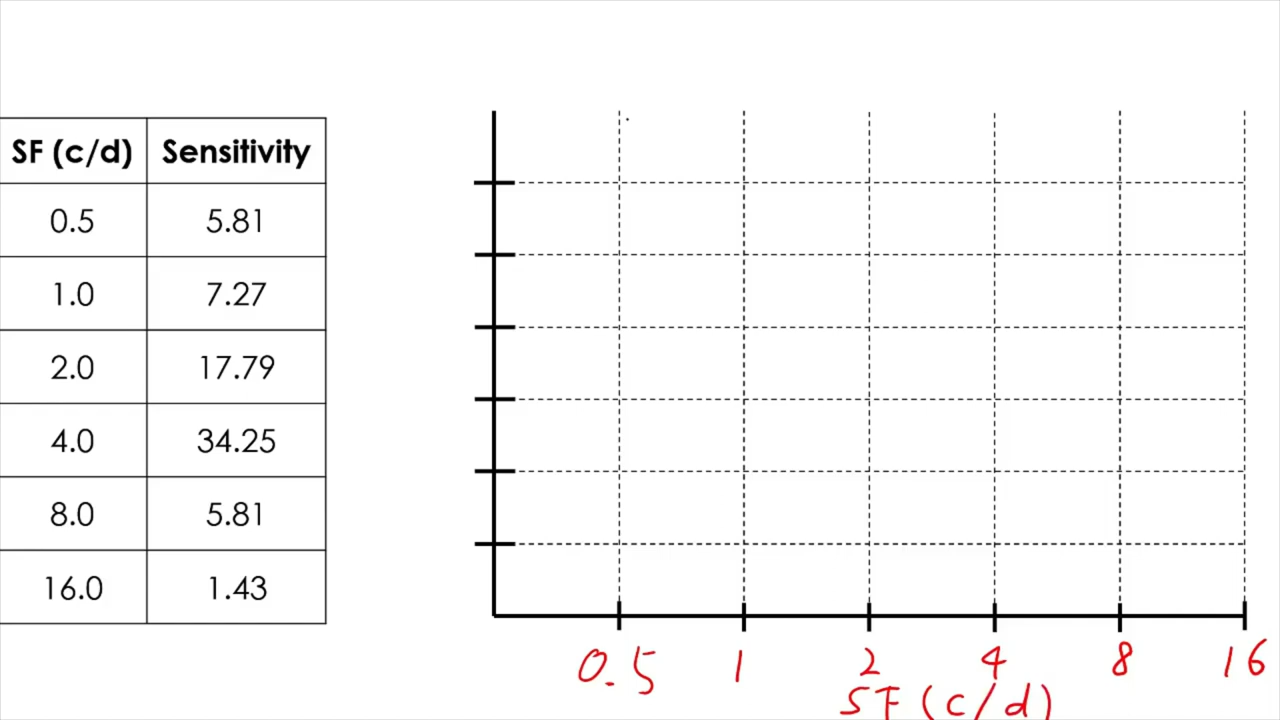 SF (c/d) Sensitivity
0.5 5.81
1.0 7.27
2.0 17.79
4.0 34.25
8.0 5.81
16.0 1.43
0.5 1 2 4 8 16
SF (c/d)